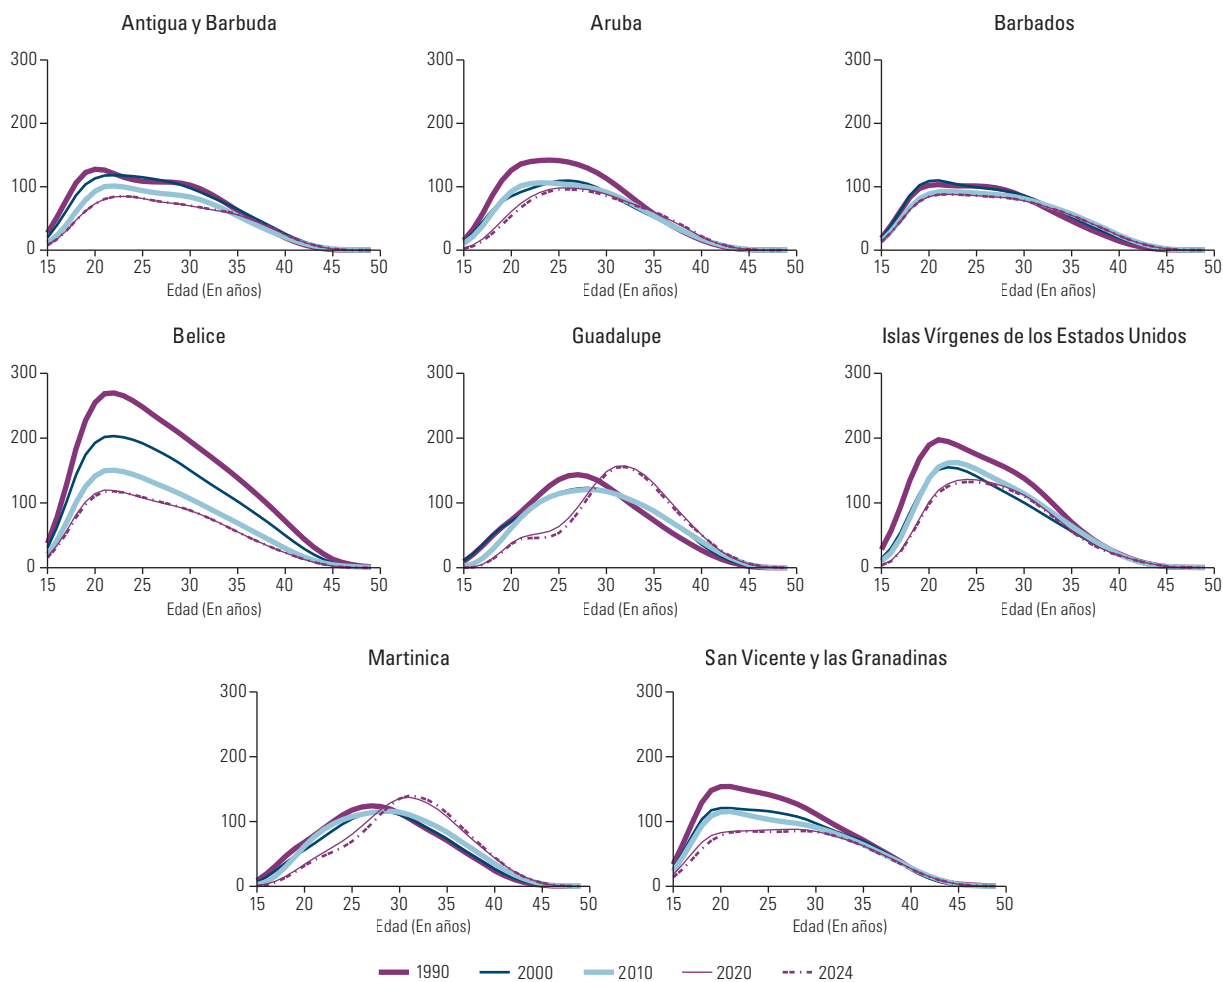 Antigua y Barbuda
300
200
100
0
15 20 25 30 35 40 45 50
Edad (En años)
Aruba
300
200
100
0
15 20 25 30 35 40 45 50
Edad (En años)
Barbados
300
200
100
0
15 20 25 30 35 40 45 50
Edad (En años)
Belice
300
200
100
0
15 20 25 30 35 40 45 50
Edad (En años)
Guadalupe
300
200
100
0
15 20 25 30 35 40 45 50
Edad (En años)
Islas Vírgenes de los Estados Unidos
300
200
100
0
15 20 25 30 35 40 45 50
Edad (En años)
Martinica
300
200
100
0
15 20 25 30 35 40 45 50
Edad (En años)
San Vicente y las Granadinas
300
200
100
0
15 20 25 30 35 40 45 50
Edad (En años)
1990 2000 2010 2020 2024